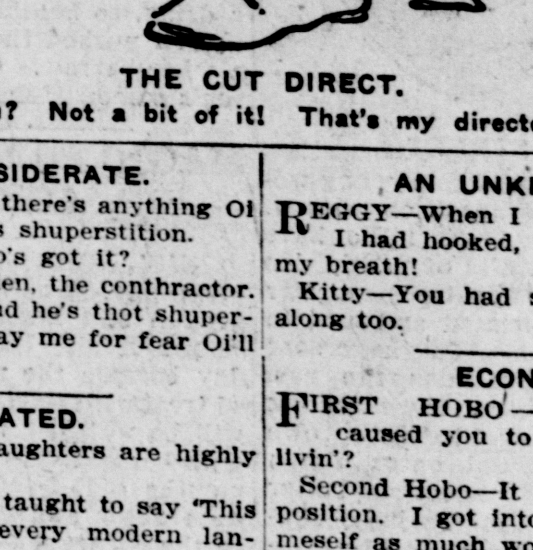 THE CUT DIRECT.
? Not a bit of it! That's my direct
SIDERATE.
there's anything Oi
shuperstition.
's got it?
en, the conthractor.
d he's thot shuper-
ay me for fear Oi'll
ATED.
aughters are highly
taught to say 'This
every modern lan-
AN UNK
REGGY—When I
I had hooked,
my breath!
Kitty—You had
along too.
ECON
FIRST HOBO—
caused you to
livin'?
Second Hobo—It
position. I got into
meself as much wo